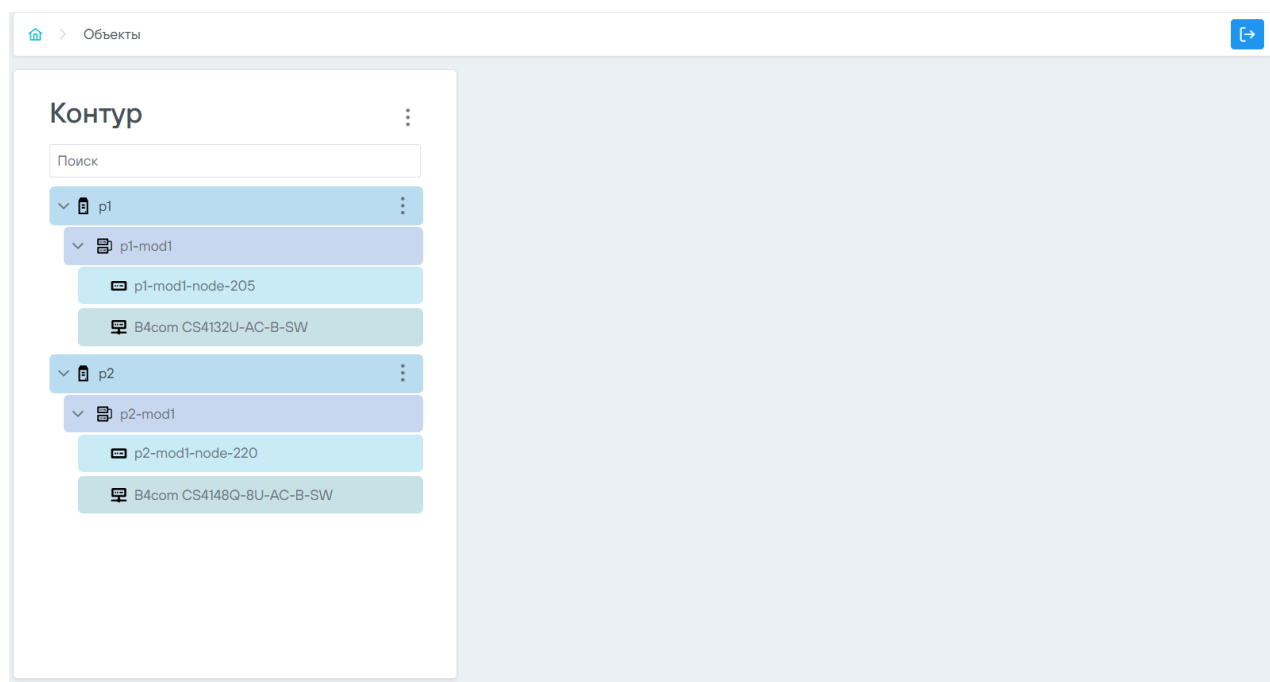 Объекты
Контур
Поиск
p1
p1-mod1
p1-mod1-node-205
B4com CS4132U-AC-B-SW
p2
p2-mod1
p2-mod1-node-220
B4com CS4148Q-8U-AC-B-SW